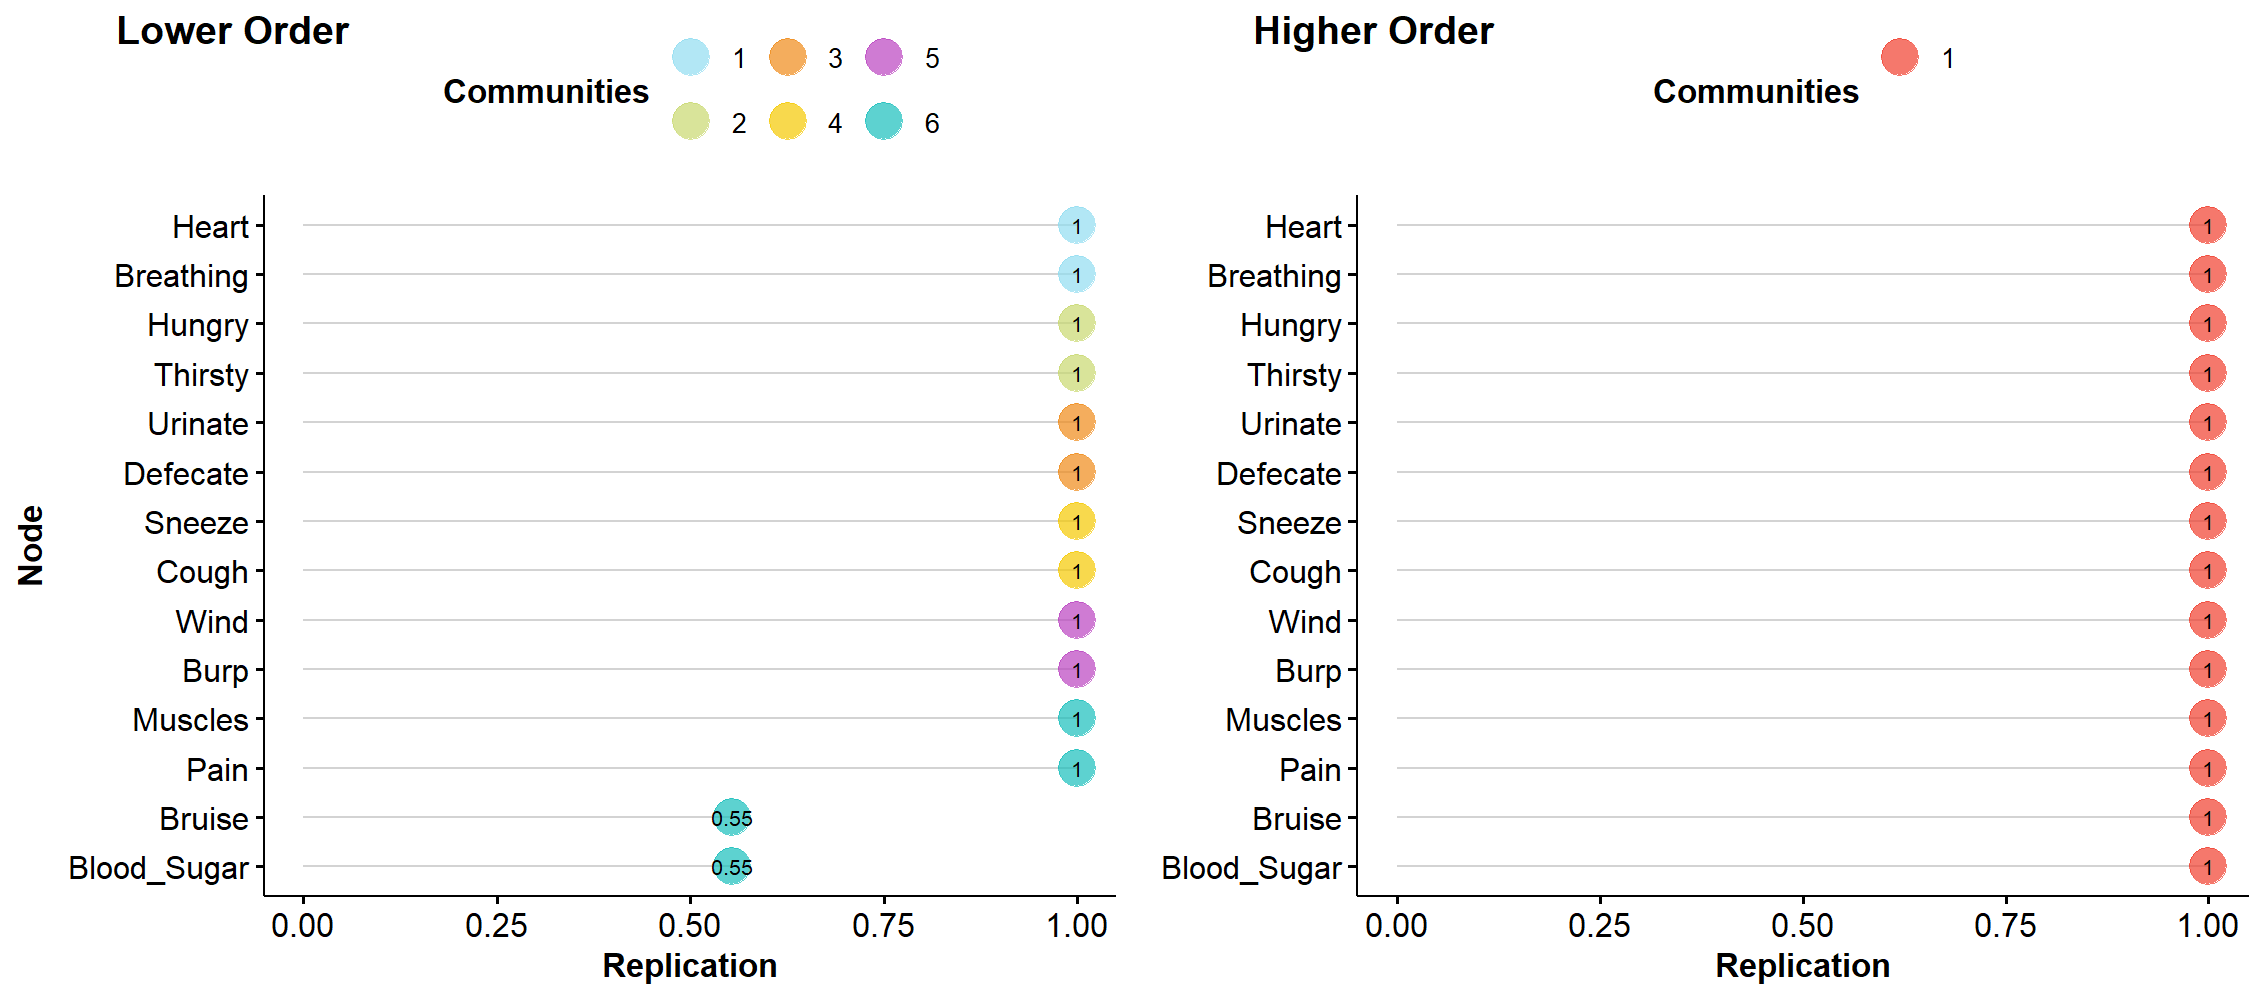 Lower Order
Communities
1 3 5
2 4 6
Node
Heart 1
Breathing 1
Hungry 1
Thirsty 1
Urinate 1
Defecate 1
Sneeze 1
Cough 1
Wind 1
Burp 1
Muscles 1
Pain 1
Bruise 0.55
Blood_Sugar 0.55
0.00 0.25 0.50 0.75 1.00
Replication
Higher Order
Communities
1
Heart 1
Breathing 1
Hungry 1
Thirsty 1
Urinate 1
Defecate 1
Sneeze 1
Cough 1
Wind 1
Burp 1
Muscles 1
Pain 1
Bruise 1
Blood_Sugar 1
0.00 0.25 0.50 0.75 1.00
Replication